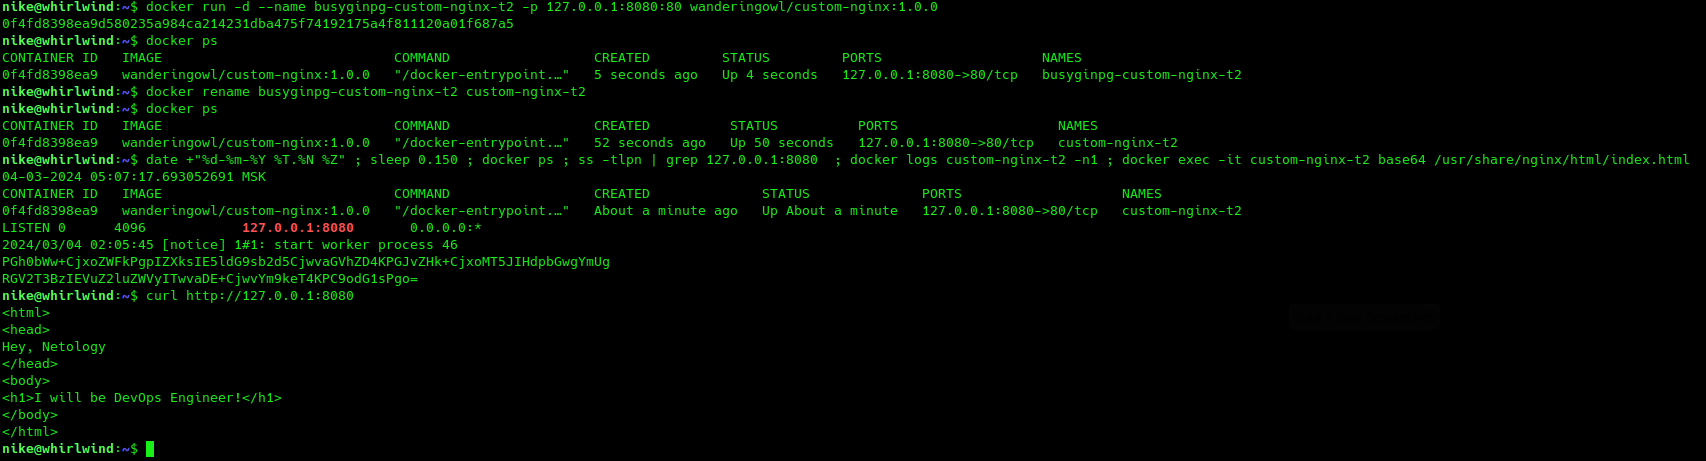 nike@whirlwind:~$ docker run -d --name busyginpg-custom-nginx-t2 -p 127.0.0.1:8080:80 wanderingowl/custom-nginx:1.0.0
0f4fd8398ea9d580235a984ca214231dba475f74192175a4f811120a01f687a5
nike@whirlwind:~$ docker ps
CONTAINER ID   IMAGE                             COMMAND                  CREATED         STATUS         PORTS                    NAMES
0f4fd8398ea9   wanderingowl/custom-nginx:1.0.0   "/docker-entrypoint.…"   5 seconds ago   Up 4 seconds   127.0.0.1:8080->80/tcp   busyginpg-custom-nginx-t2
nike@whirlwind:~$ docker rename busyginpg-custom-nginx-t2 custom-nginx-t2
nike@whirlwind:~$ docker ps
CONTAINER ID   IMAGE                             COMMAND                  CREATED          STATUS          PORTS                    NAMES
0f4fd8398ea9   wanderingowl/custom-nginx:1.0.0   "/docker-entrypoint.…"   52 seconds ago   Up 50 seconds   127.0.0.1:8080->80/tcp   custom-nginx-t2
nike@whirlwind:~$ date +"%d-%m-%Y %T.%N %Z" ; sleep 0.150 ; docker ps ; ss -tlpn | grep 127.0.0.1:8080  ; docker logs custom-nginx-t2 -n1 ; docker exec -it custom-nginx-t2 base64 /usr/share/nginx/html/index.html
04-03-2024 05:07:17.693052691 MSK
CONTAINER ID   IMAGE                             COMMAND                  CREATED              STATUS              PORTS                    NAMES
0f4fd8398ea9   wanderingowl/custom-nginx:1.0.0   "/docker-entrypoint.…"   About a minute ago   Up About a minute   127.0.0.1:8080->80/tcp   custom-nginx-t2
LISTEN 0      4096            127.0.0.1:8080       0.0.0.0:*
2024/03/04 02:05:45 [notice] 1#1: start worker process 46
PGh0bWw+CjxoZWFkPgpIZXksIE5ldG9sb2d5CjwvaGVhZD4KPGJvZHk+CjxoMT5JIHdpbGwgYmUg
RGV2T3BzIEVuZ2luZWVyITwvaDE+CjwvYm9keT4KPC9odG1sPgo=
nike@whirlwind:~$ curl http://127.0.0.1:8080
<html>
<head>
Hey, Netology
</head>
<body>
<h1>I will be DevOps Engineer!</h1>
</body>
</html>
nike@whirlwind:~$